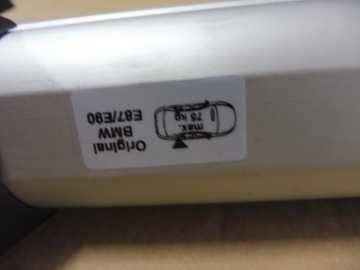 Original
BMW
E87/E90
max.
75 kg